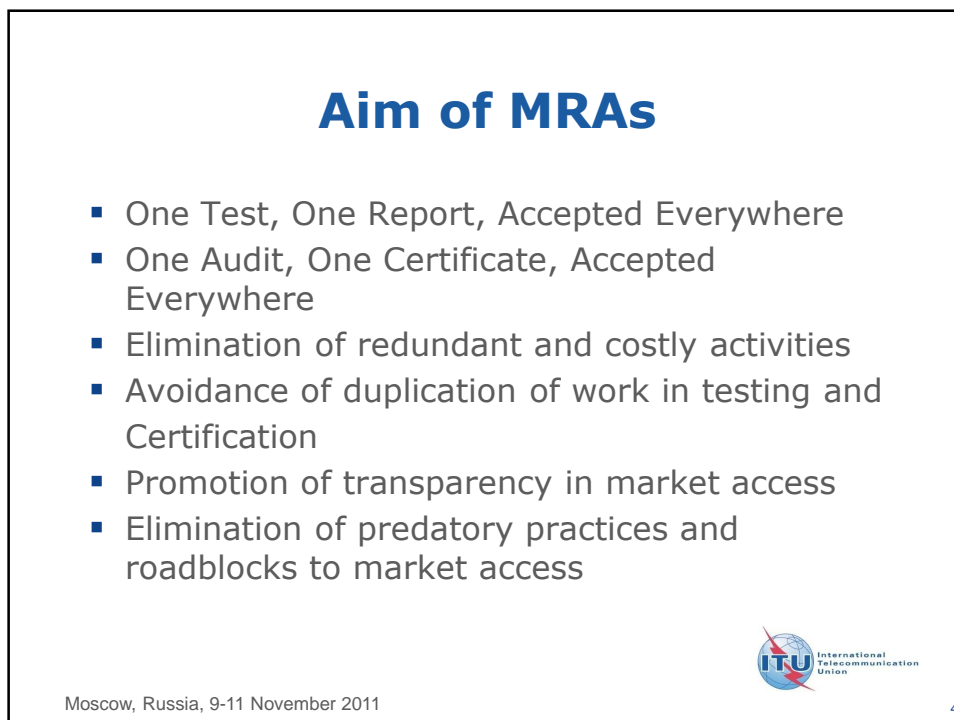 Aim of MRAs
▪ One Test, One Report, Accepted Everywhere
▪ One Audit, One Certificate, Accepted
Everywhere
▪ Elimination of redundant and costly activities
▪ Avoidance of duplication of work in testing and
Certification
▪ Promotion of transparency in market access
▪ Elimination of predatory practices and
roadblocks to market access
ITU
International
Telecommunication
Union
Moscow, Russia, 9-11 November 2011
4